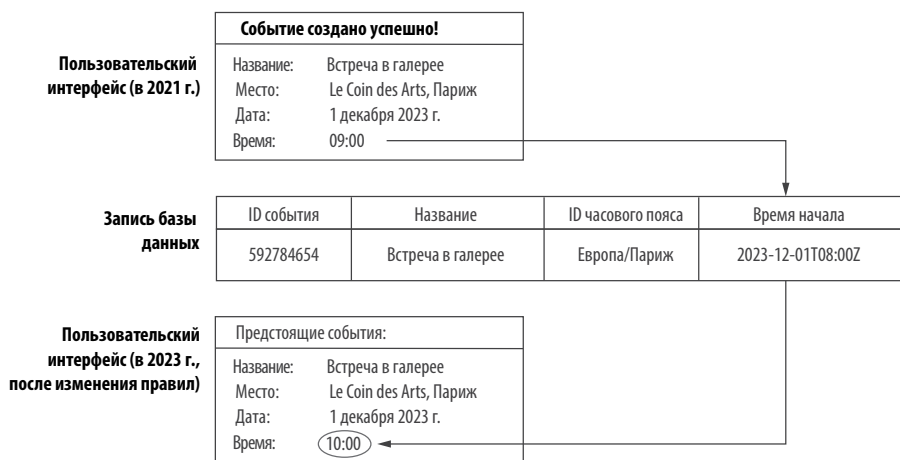 Событие создано успешно!
Пользовательский
интерфейс (в 2021 г.)
Название: Встреча в галерее
Место: Le Coin des Arts, Париж
Дата: 1 декабря 2023 г.
Время: 09:00
Запись базы
данных
ID события Название ID часового пояса Время начала
592784654 Встреча в галерее Европа/Париж 2023-12-01T08:00Z
Пользовательский
интерфейс (в 2023 г.,
после изменения правил)
Предстоящие события:
Название: Встреча в галерее
Место: Le Coin des Arts, Париж
Дата: 1 декабря 2023 г.
Время: 10:00